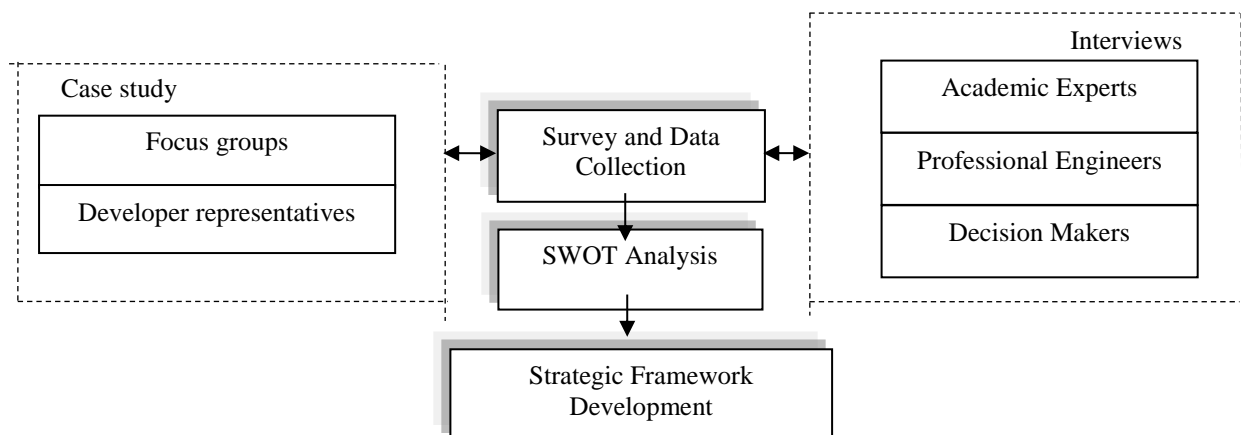 Case study
Focus groups
Developer representatives
Survey and Data
Collection
SWOT Analysis
Strategic Framework
Development
Interviews
Academic Experts
Professional Engineers
Decision Makers